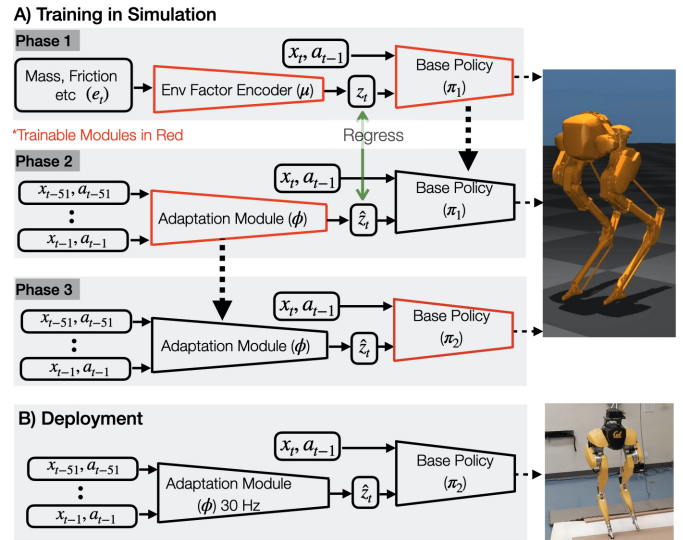 A) Training in Simulation
Phase 1
Mass, Friction
etc (e_t)
Env Factor Encoder (μ)
z_t
x_t, a_{t−1}
Base Policy
(π_1)
*Trainable Modules in Red
Regress
Phase 2
x_{t−51}, a_{t−51}
x_{t−1}, a_{t−1}
Adaptation Module (ϕ)
ẑ_t
x_t, a_{t−1}
Base Policy
(π_1)
Phase 3
x_{t−51}, a_{t−51}
x_{t−1}, a_{t−1}
Adaptation Module (ϕ)
ẑ_t
x_t, a_{t−1}
Base Policy
(π_2)
B) Deployment
x_{t−51}, a_{t−51}
x_{t−1}, a_{t−1}
Adaptation Module
(ϕ) 30 Hz
ẑ_t
x_t, a_{t−1}
Base Policy
(π_2)
Cal